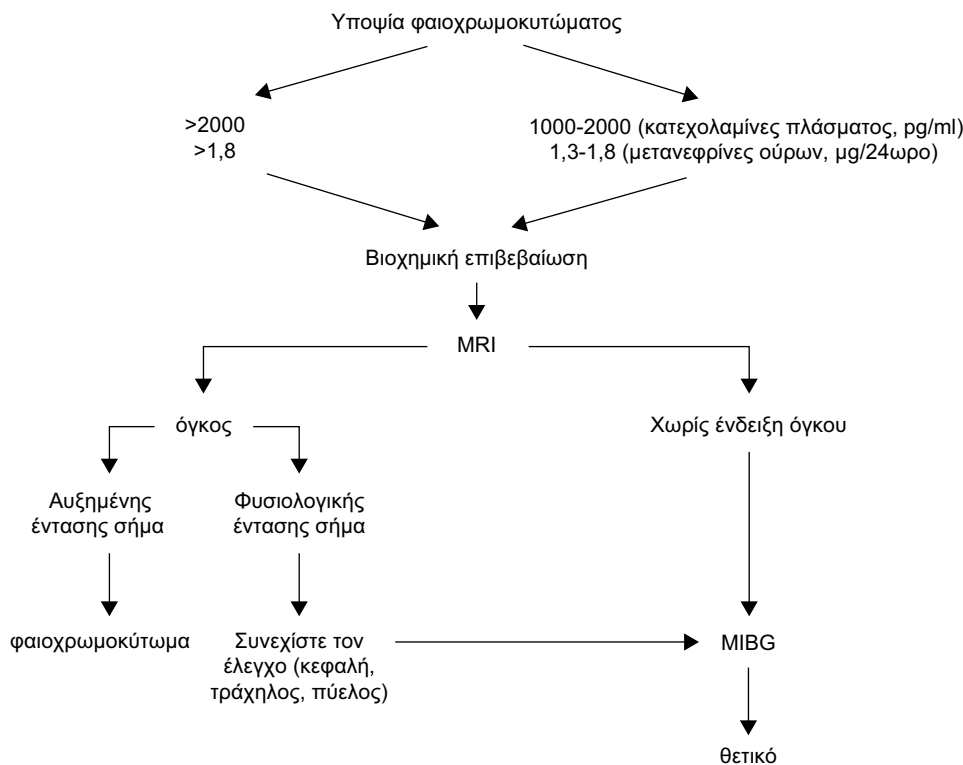 Υποψία φαιοχρωμοκυτώματος
>2000
>1,8
1000-2000 (κατεχολαμίνες πλάσματος, pg/ml)
1,3-1,8 (μετανεφρίνες ούρων, μg/24ωρο)
Βιοχημική επιβεβαίωση
MRI
όγκος
Χωρίς ένδειξη όγκου
Αυξημένης
έντασης σήμα
Φυσιολογικής
έντασης σήμα
φαιοχρωμοκύτωμα
Συνεχίστε τον
έλεγχο (κεφαλή,
τράχηλος, πύελος)
MIBG
θετικό